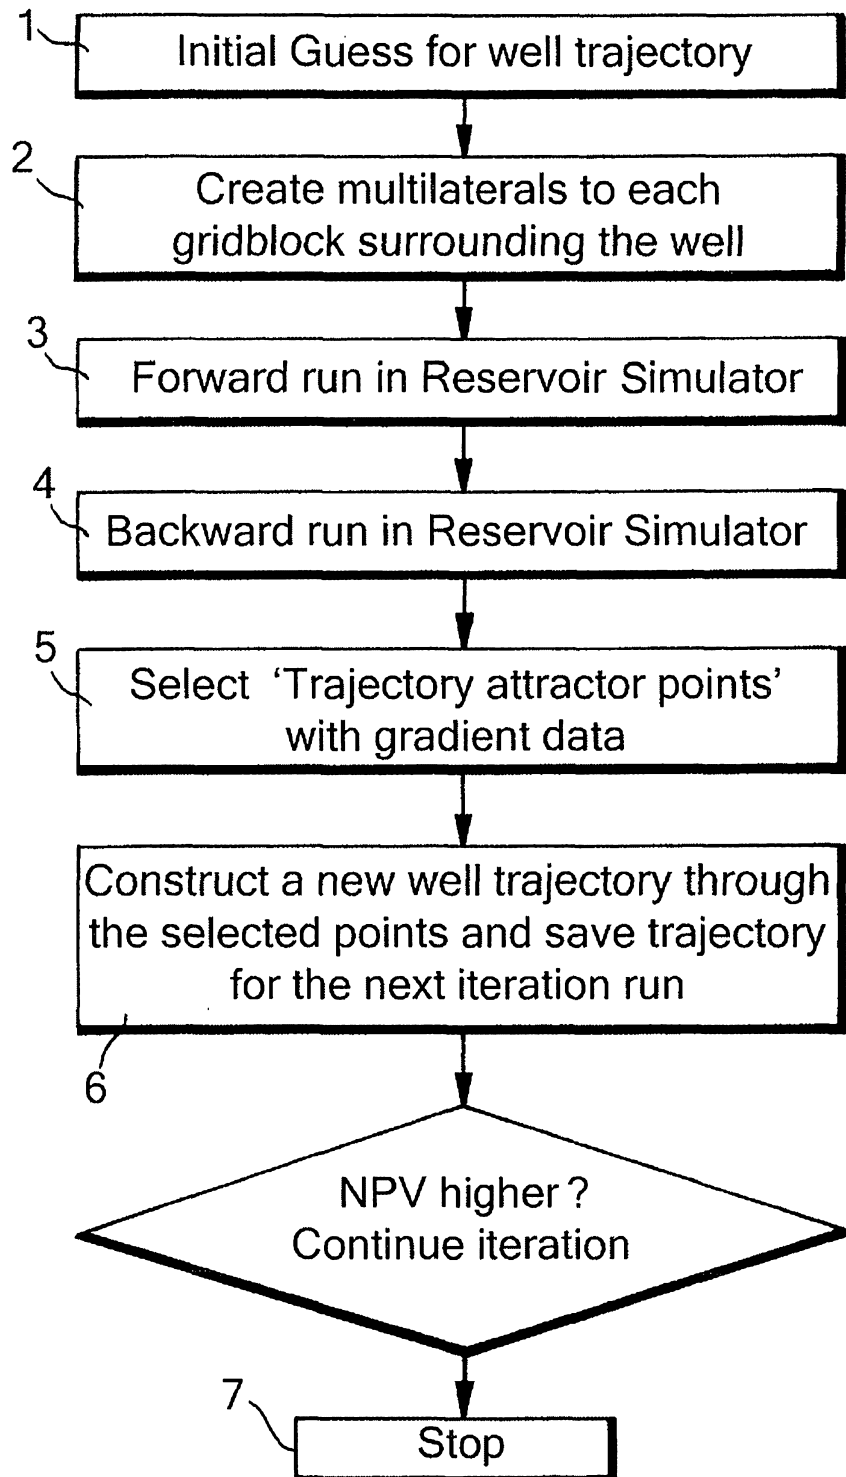 1
Initial Guess for well trajectory
2
Create multilaterals to each
gridblock surrounding the well
3
Forward run in Reservoir Simulator
4
Backward run in Reservoir Simulator
5
Select 'Trajectory attractor points'
with gradient data
Construct a new well trajectory through
the selected points and save trajectory
for the next iteration run
6
NPV higher?
Continue iteration
7
Stop